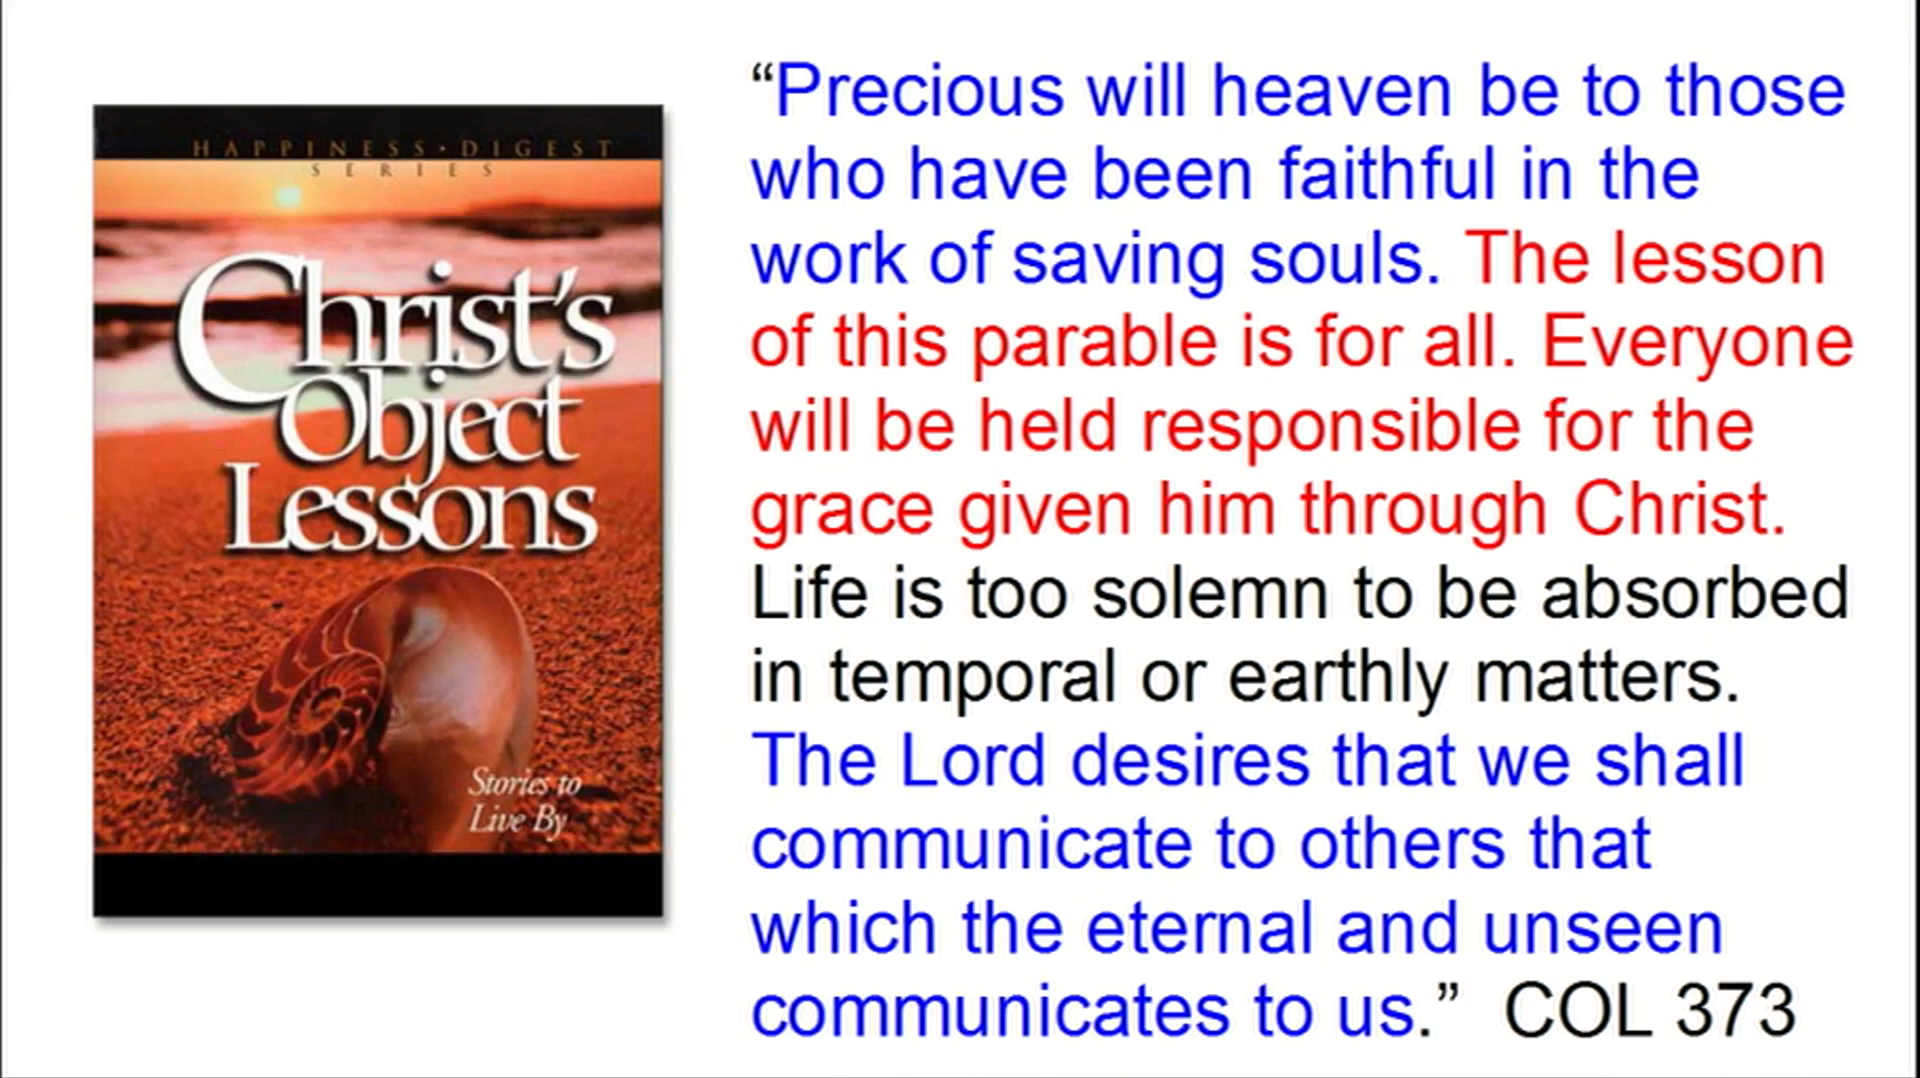 HAPPINESS•DIGEST
SERIES
Christ's
Object
Lessons
Stories to
Live By
“Precious will heaven be to those
who have been faithful in the
work of saving souls. The lesson
of this parable is for all. Everyone
will be held responsible for the
grace given him through Christ.
Life is too solemn to be absorbed
in temporal or earthly matters.
The Lord desires that we shall
communicate to others that
which the eternal and unseen
communicates to us.” COL 373